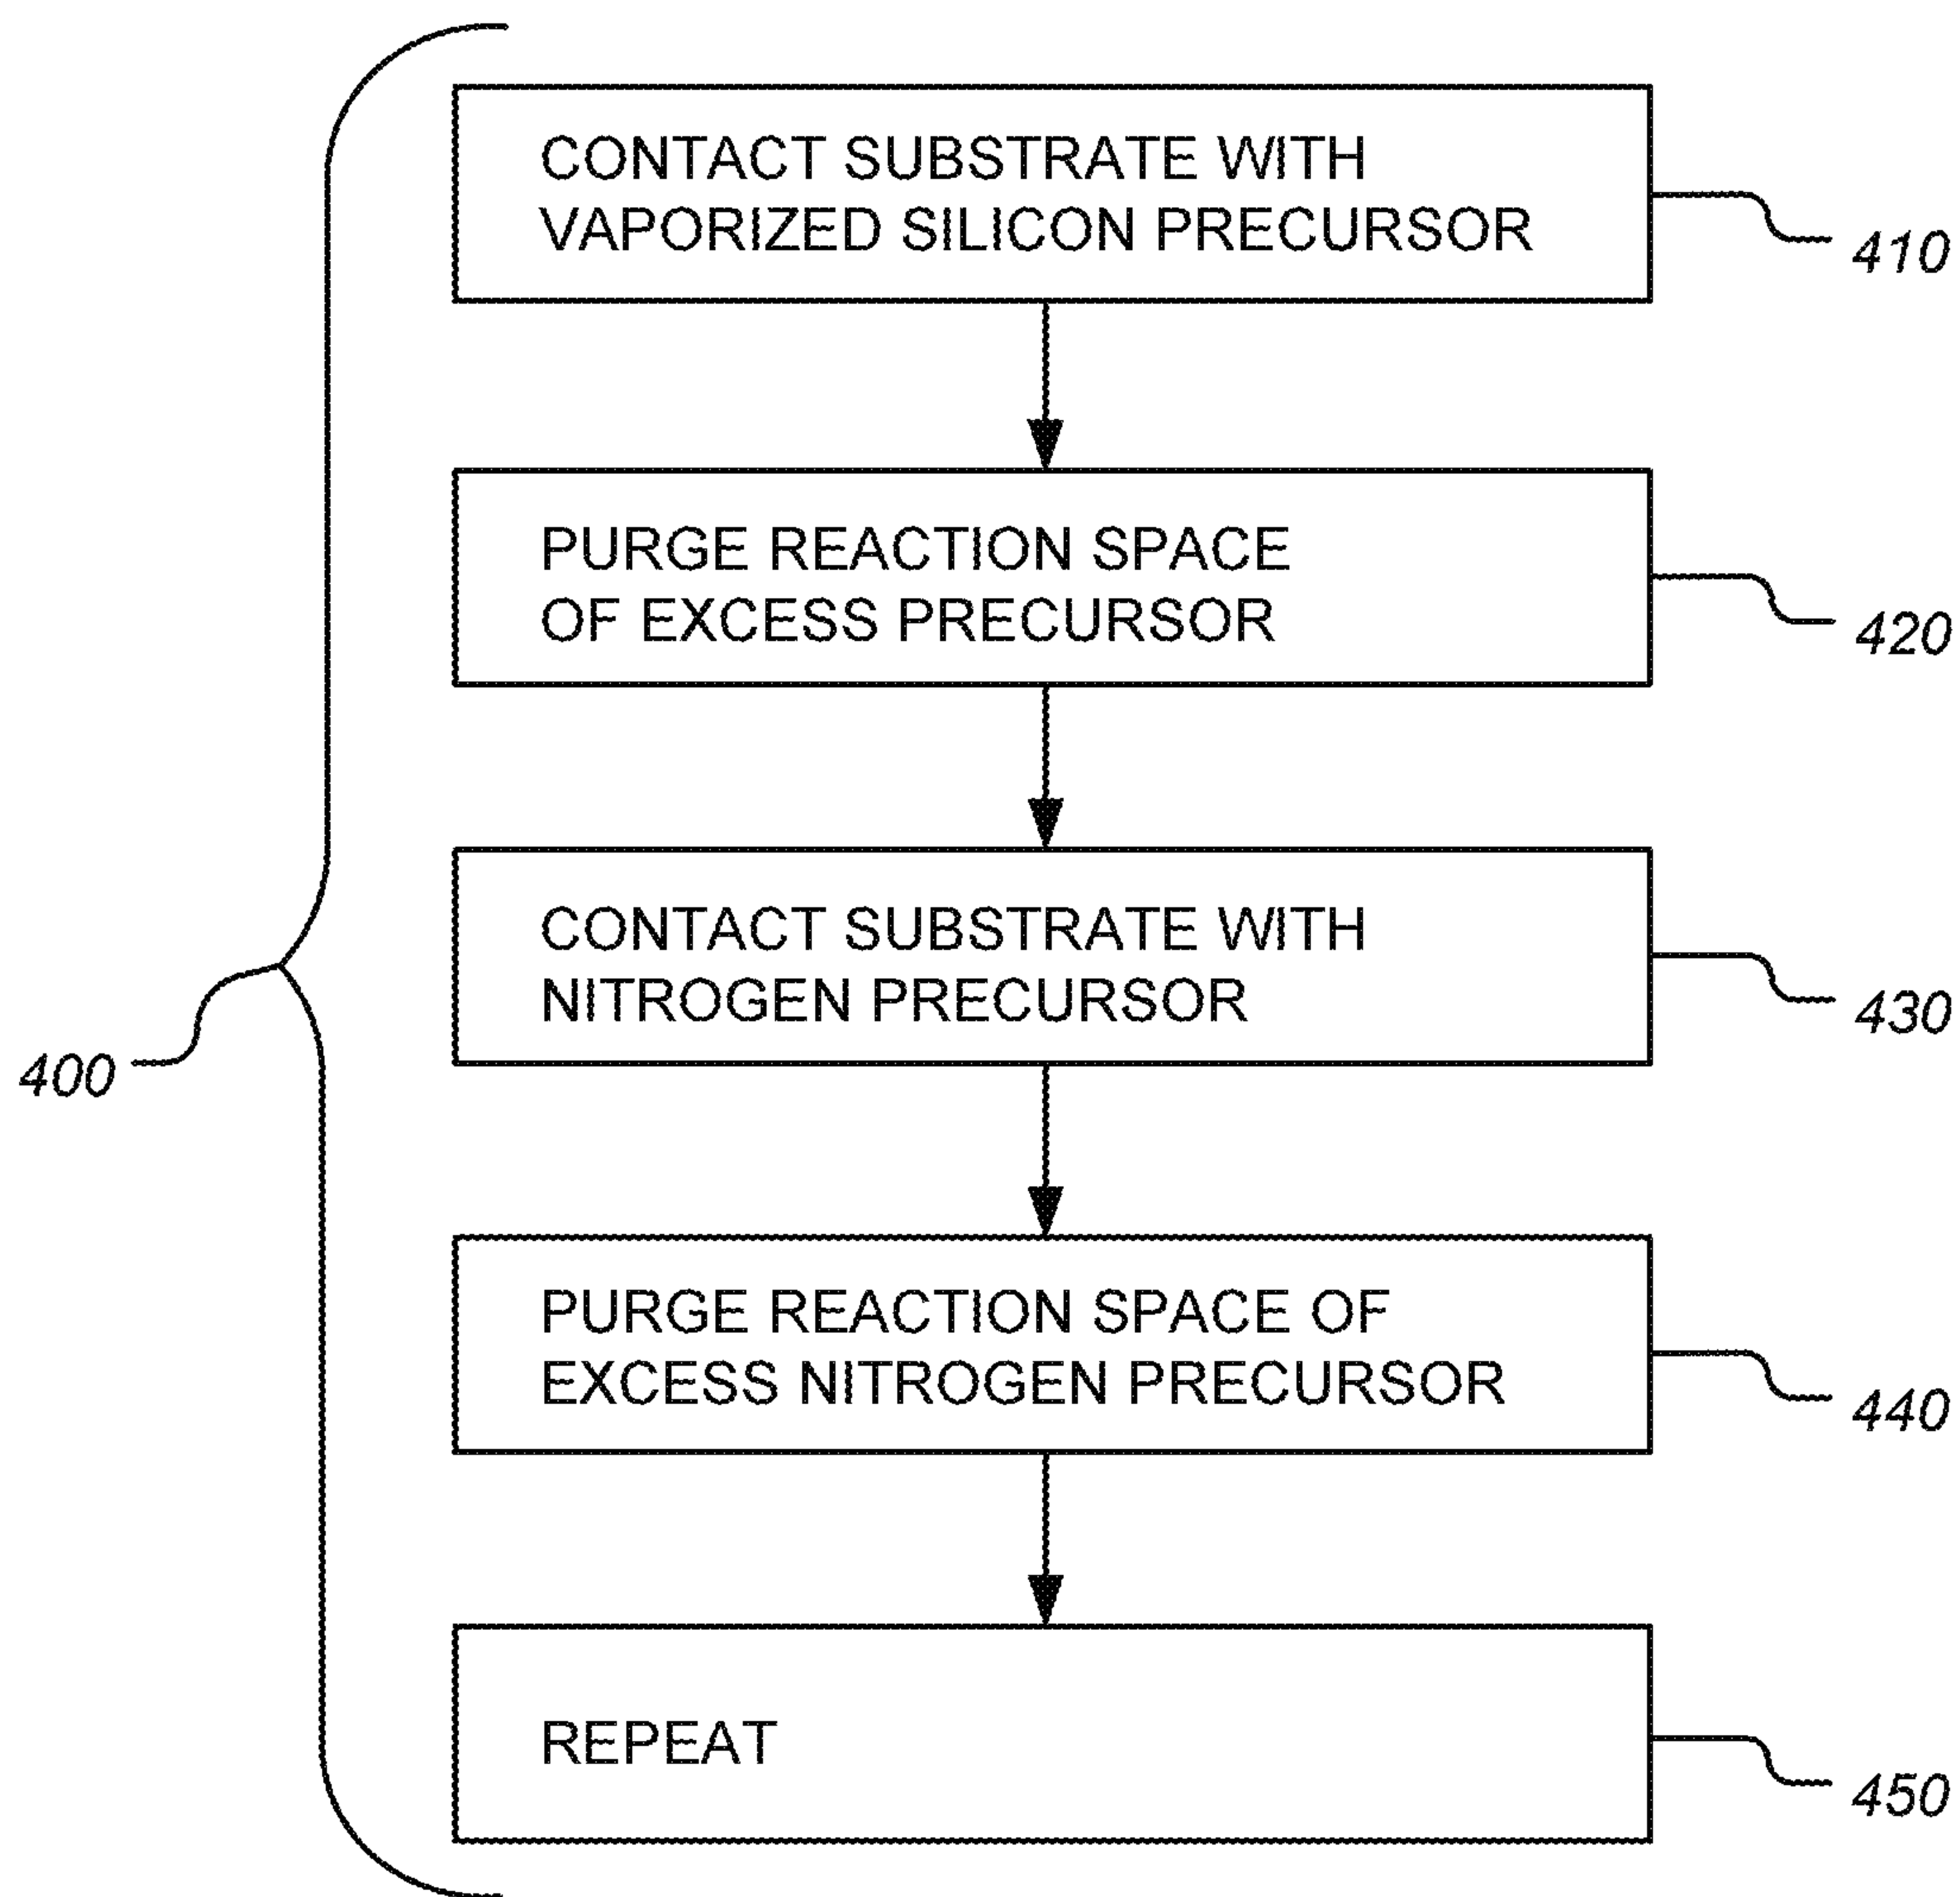 CONTACT SUBSTRATE WITH
VAPORIZED SILICON PRECURSOR
410
PURGE REACTION SPACE
OF EXCESS PRECURSOR
420
CONTACT SUBSTRATE WITH
NITROGEN PRECURSOR
430
400
PURGE REACTION SPACE OF
EXCESS NITROGEN PRECURSOR
440
REPEAT
450